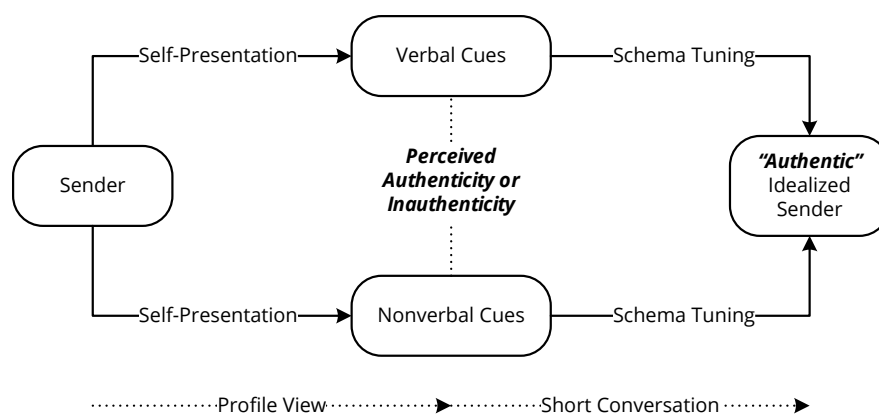 Self-Presentation
Verbal Cues
Schema Tuning
Sender
Perceived
Authenticity or
Inauthenticity
“Authentic”
Idealized
Sender
Self-Presentation
Nonverbal Cues
Schema Tuning
Profile View
Short Conversation